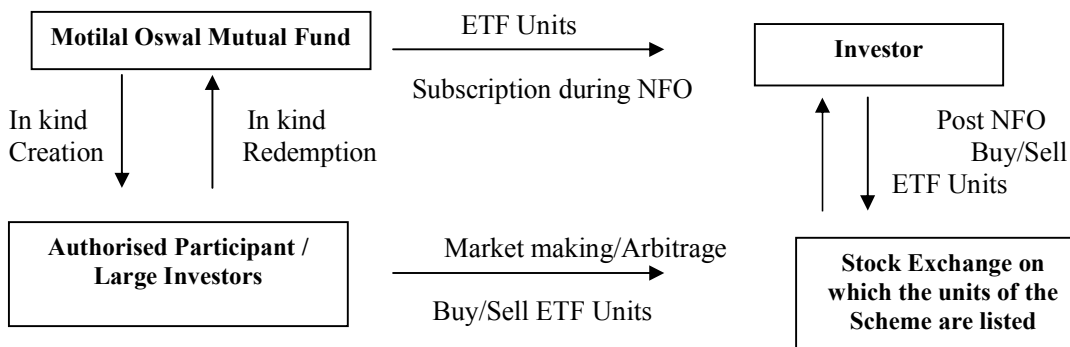 Motilal Oswal Mutual Fund
ETF Units
Subscription during NFO
Investor
In kind
Creation
In kind
Redemption
Post NFO
Buy/Sell
ETF Units
Authorised Participant /
Large Investors
Market making/Arbitrage
Buy/Sell ETF Units
Stock Exchange on
which the units of the
Scheme are listed